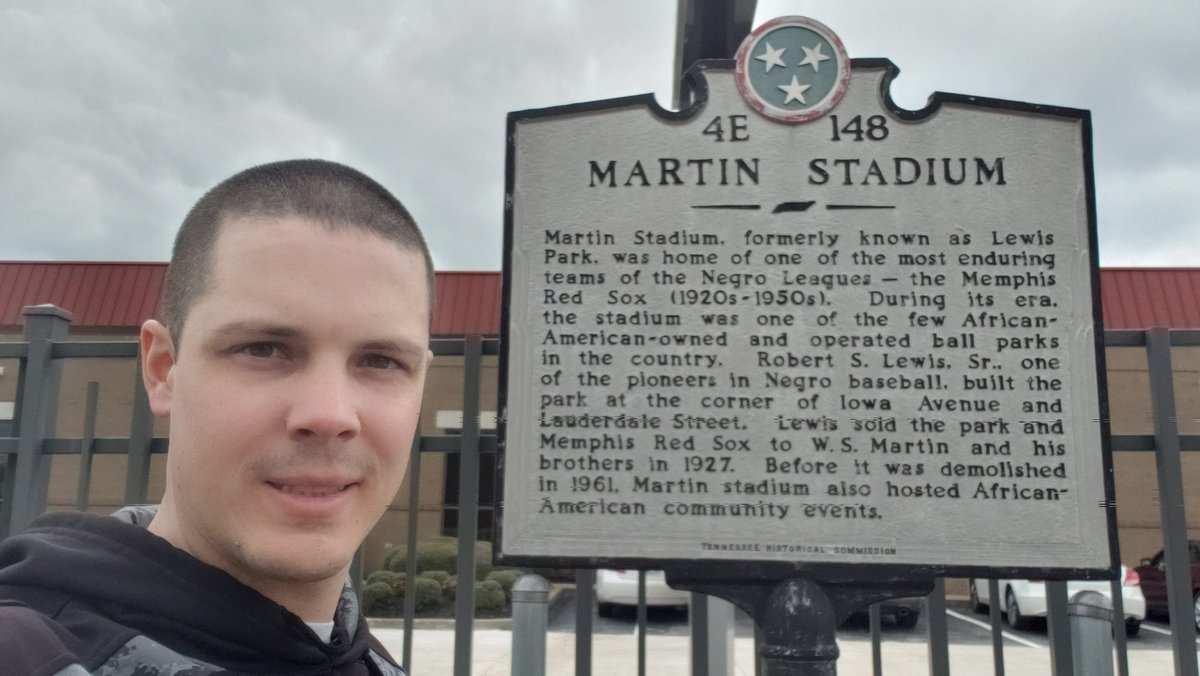 4E 148
MARTIN STADIUM
Martin Stadium, formerly known as Lewis
Park, was home of one of the most enduring
teams of the Negro Leagues — the Memphis
Red Sox (1920s-1950s). During its era,
the stadium was one of the few African-
American-owned and operated ball parks
in the country. Robert S. Lewis, Sr., one
of the pioneers in Negro baseball, built the
park at the corner of Iowa Avenue and
Lauderdale Street. Lewis sold the park and
Memphis Red Sox to W.S. Martin and his
brothers in 1927. Before it was demolished
in 1961, Martin stadium also hosted African-
American community events.
TENNESSEE HISTORICAL COMMISSION